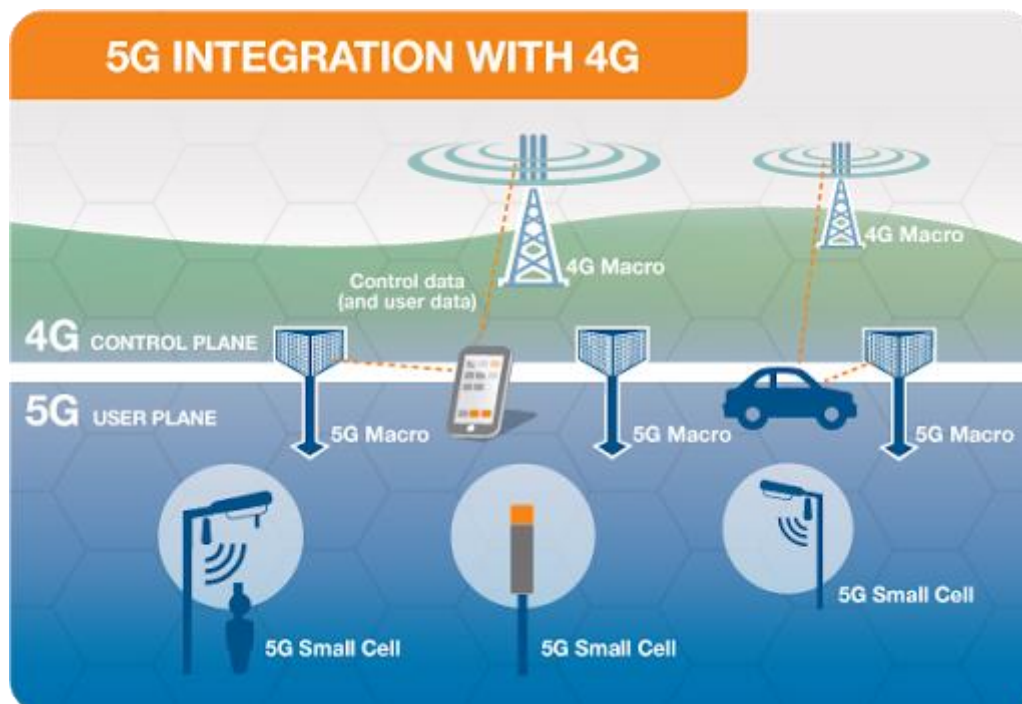 5G INTEGRATION WITH 4G
4G Macro
4G Macro
Control data
(and user data)
4G CONTROL PLANE
5G USER PLANE
5G Macro
5G Macro
5G Macro
5G Small Cell
5G Small Cell
5G Small Cell